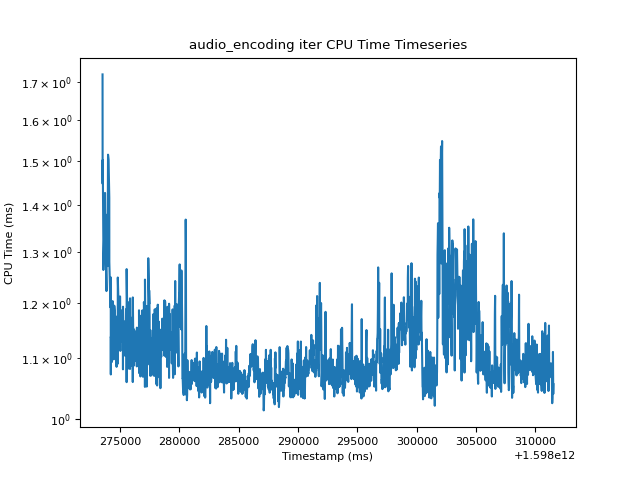 audio_encoding iter CPU Time Timeseries
CPU Time (ms)
1.7 × 10⁰
1.6 × 10⁰
1.5 × 10⁰
1.4 × 10⁰
1.3 × 10⁰
1.2 × 10⁰
1.1 × 10⁰
10⁰
275000 280000 285000 290000 295000 300000 305000 310000
Timestamp (ms)
+1.598e12